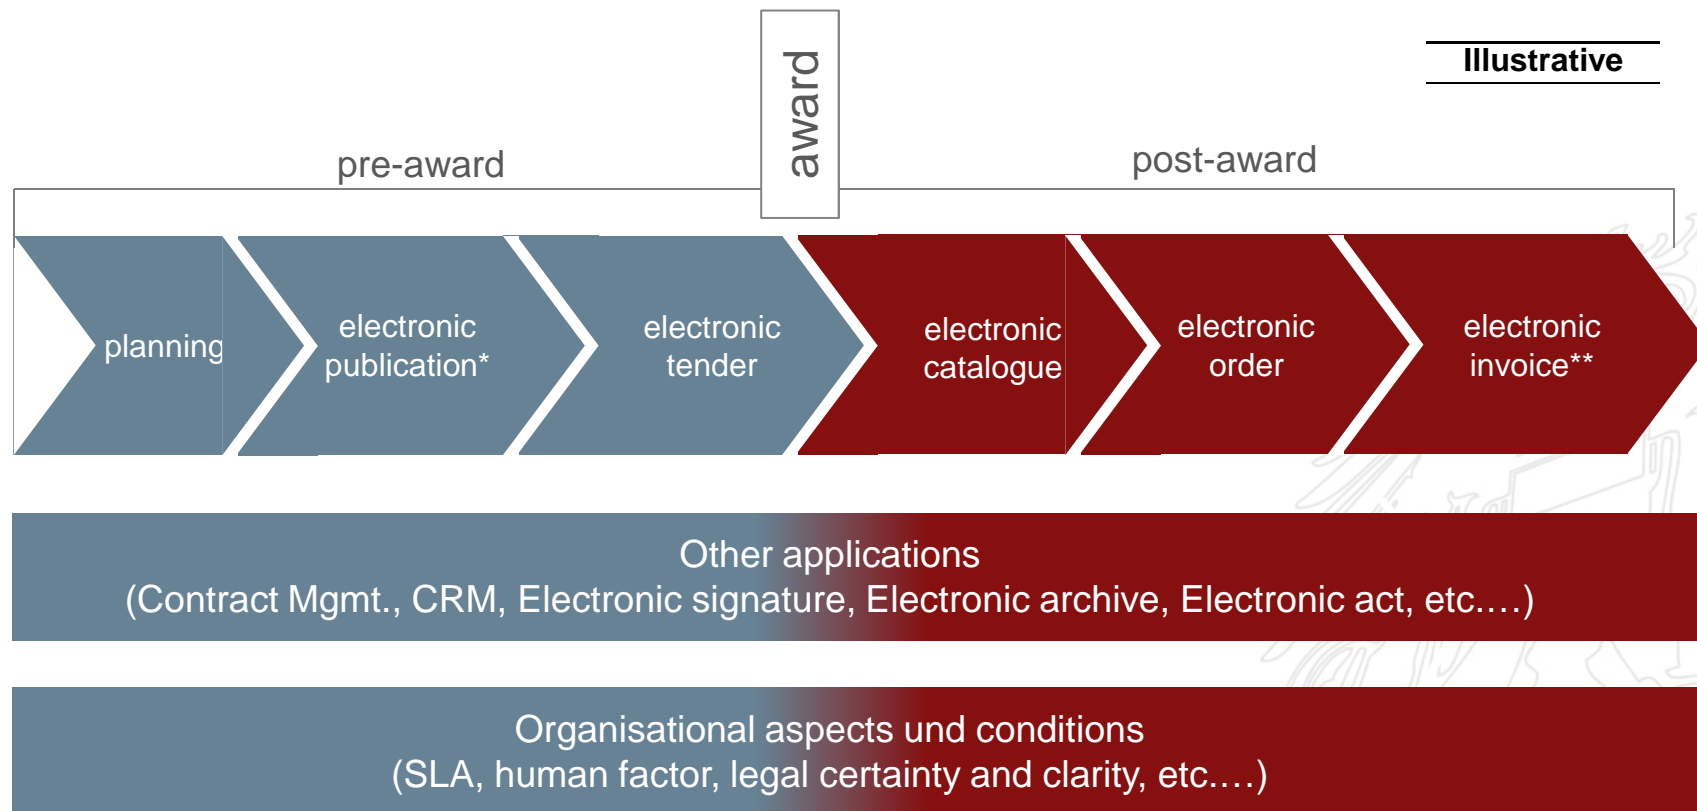 award
Illustrative
pre-award
post-award
planning
electronic
publication*
electronic
tender
electronic
catalogue
electronic
order
electronic
invoice**
Other applications
(Contract Mgmt., CRM, Electronic signature, Electronic archive, Electronic act, etc.…)
Organisational aspects und conditions
(SLA, human factor, legal certainty and clarity, etc.…)